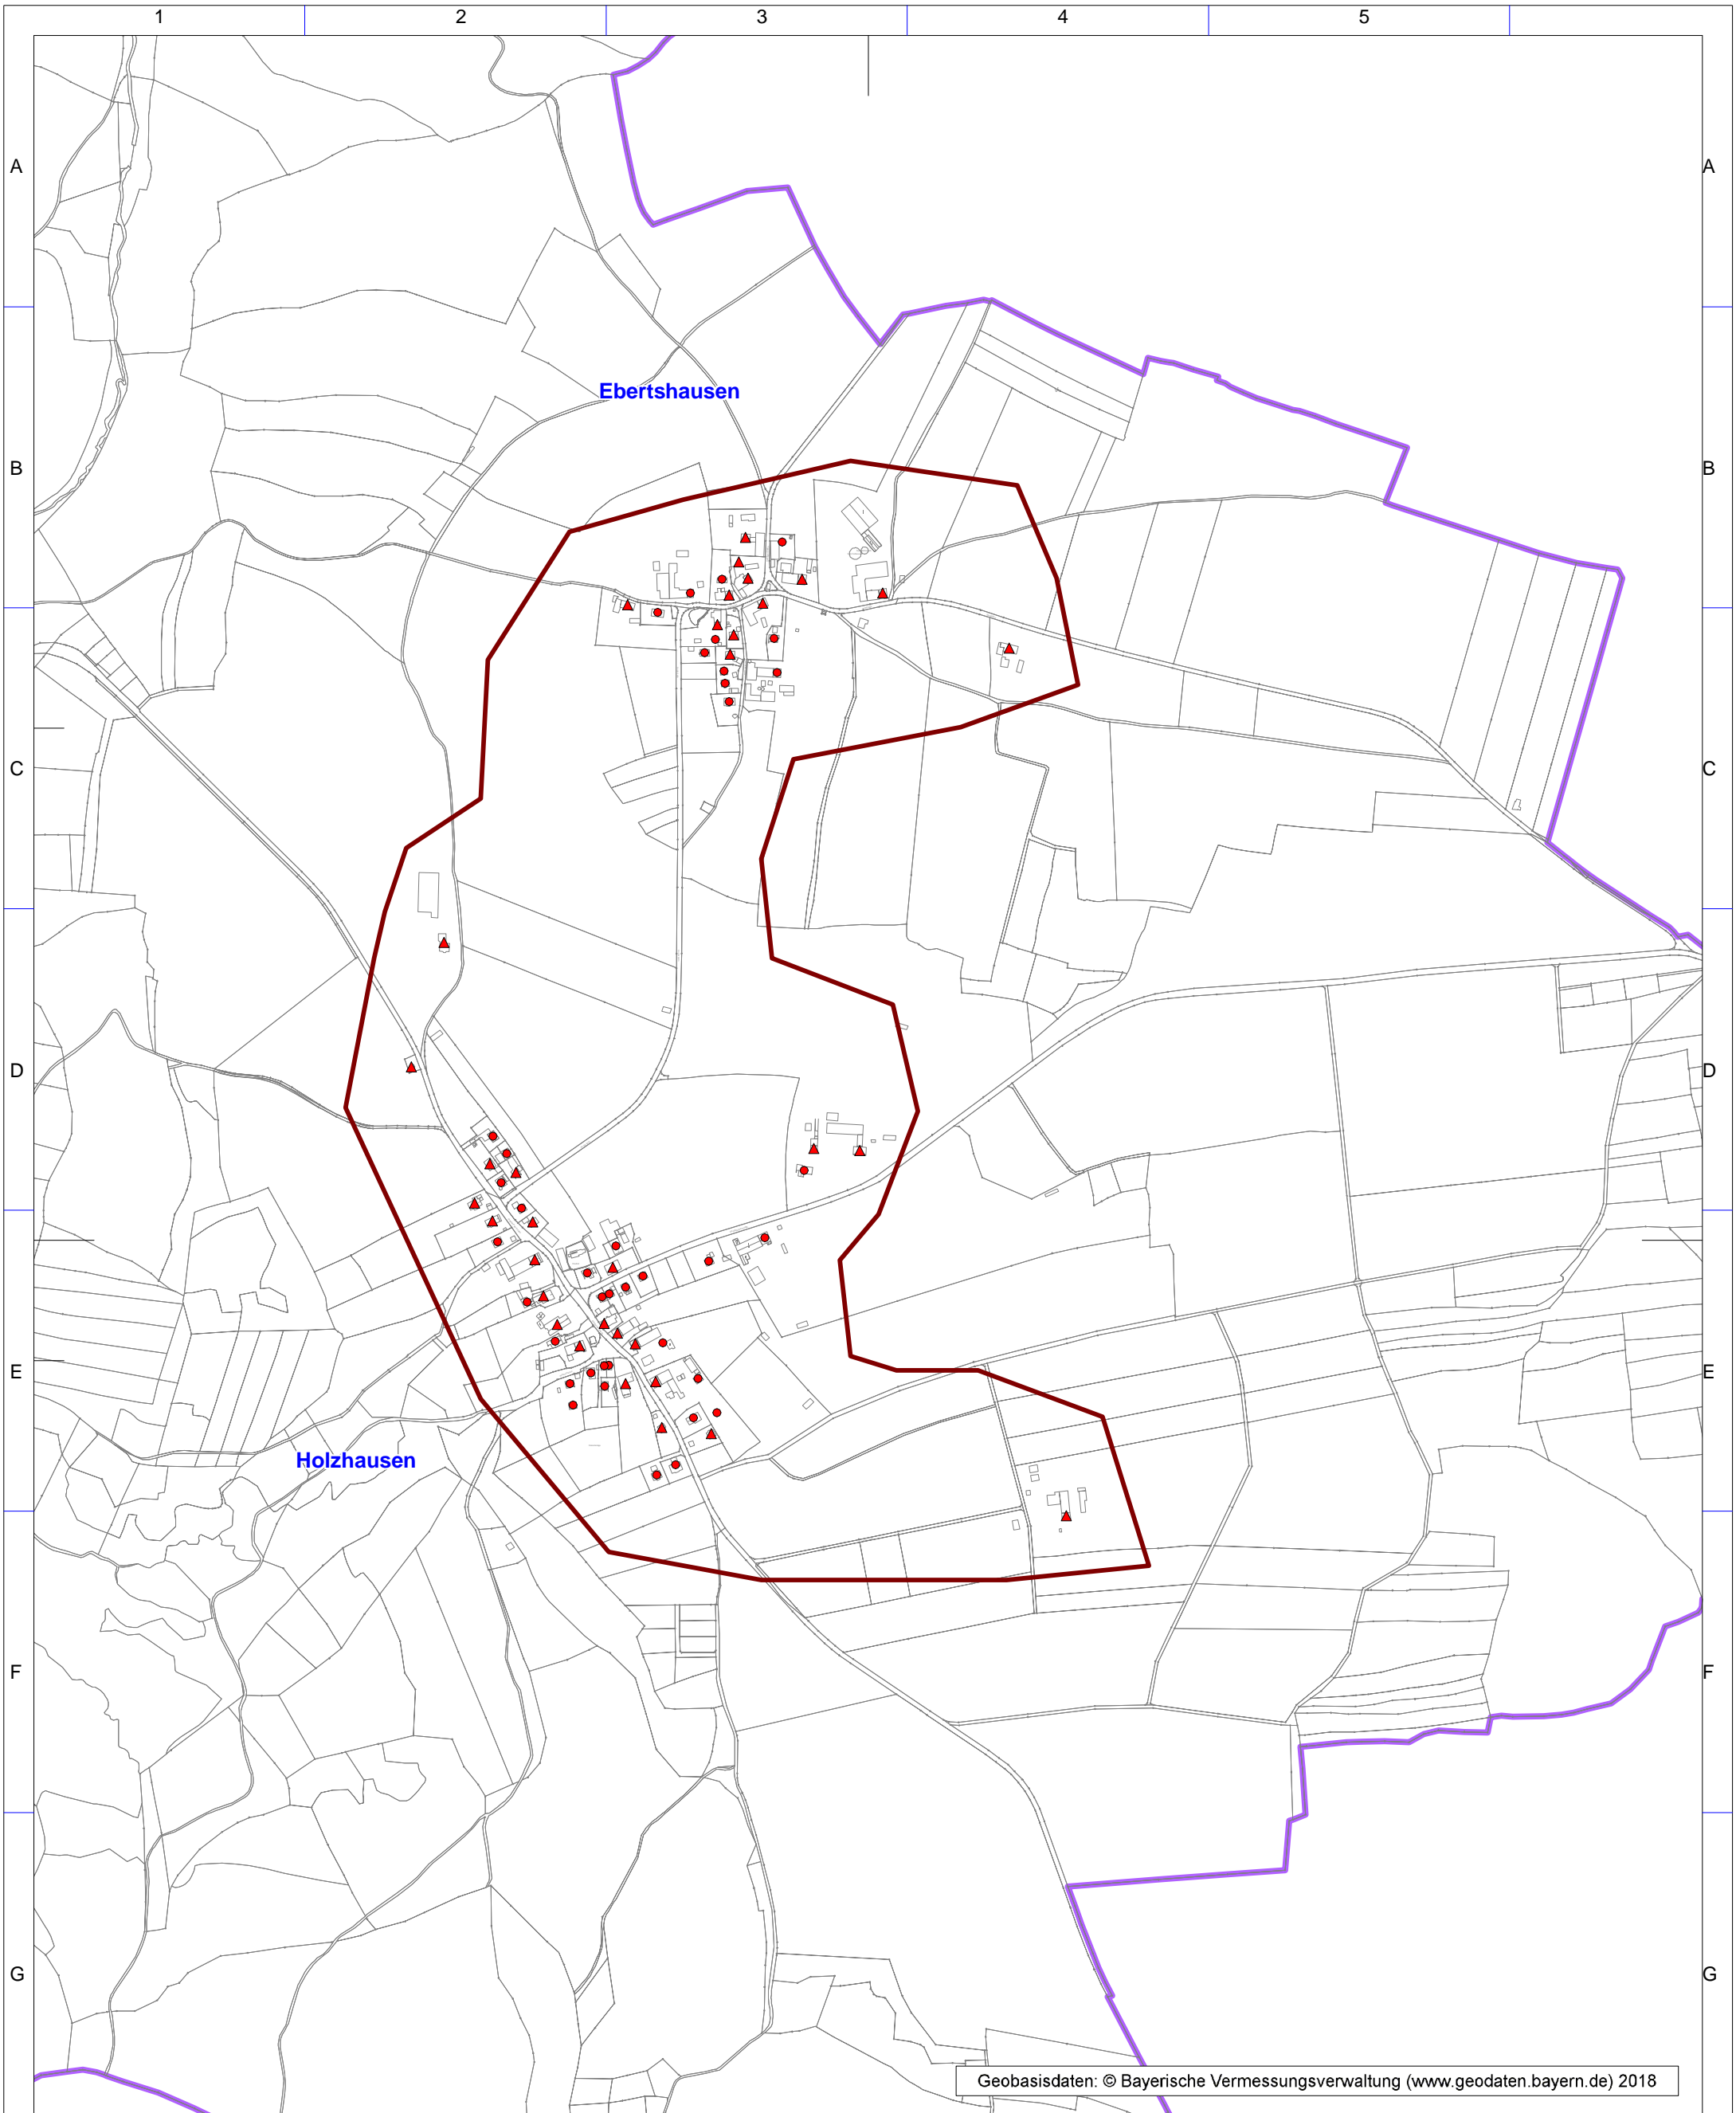 1 2 3 4 5
A A
Ebertshausen
B B
C C
D D
E E
Holzhausen
F F
G G
Geobasisdaten: © Bayerische Vermessungsverwaltung (www.geodaten.bayern.de) 2018